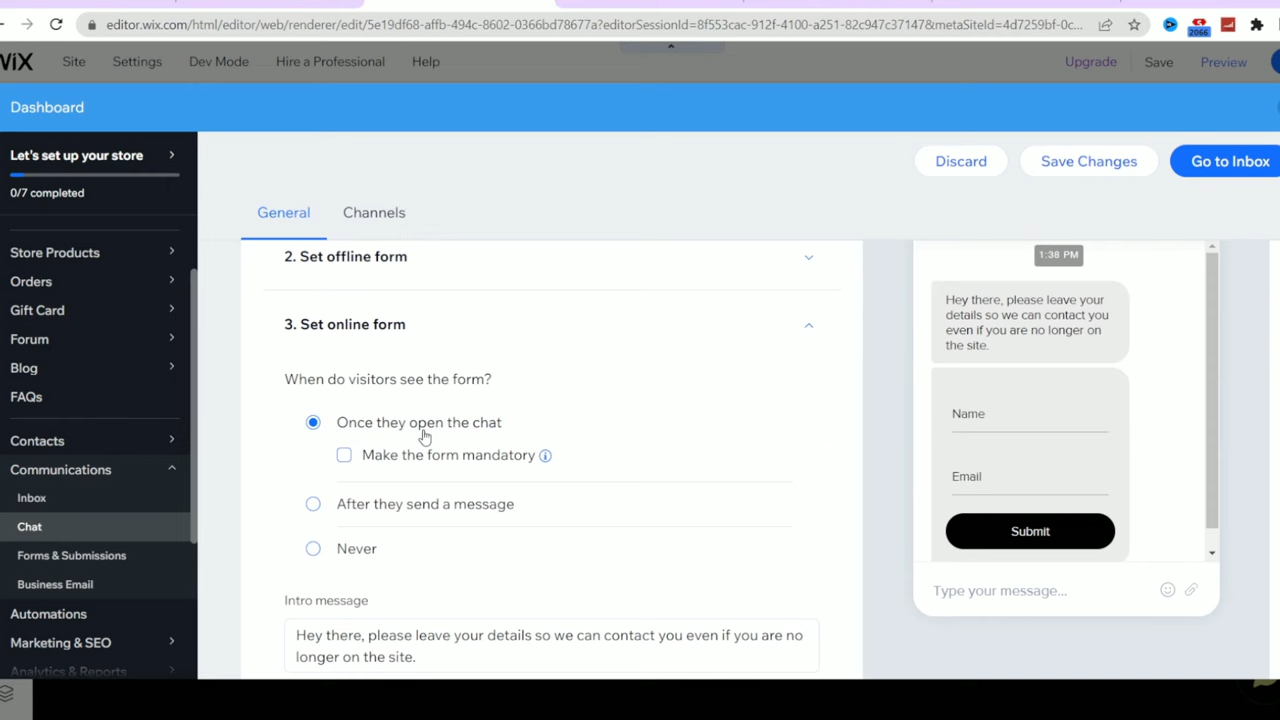 editor.wix.com/html/editor/web/renderer/edit/5e19df68-affb-494c-8602-0366bd78677a?editorSessionId=8f553cac-912f-4100-a251-82c947c37147&metaSiteId=4d7259bf-0c...
2066
WiX
Site
Settings
Dev Mode
Hire a Professional
Help
Upgrade
Save
Preview
Dashboard
Let's set up your store
0/7 completed
Discard
Save Changes
Go to Inbox
General
Channels
Store Products
Orders
Gift Card
Forum
Blog
FAQs
Contacts
Communications
Inbox
Chat
Forms & Submissions
Business Email
Automations
Marketing & SEO
Analytics & Reports
2. Set offline form
3. Set online form
When do visitors see the form?
Once they open the chat
Make the form mandatory
After they send a message
Never
Intro message
Hey there, please leave your details so we can contact you even if you are no
longer on the site.
1:38 PM
Hey there, please leave your
details so we can contact you
even if you are no longer on
the site.
Name
Email
Submit
Type your message...